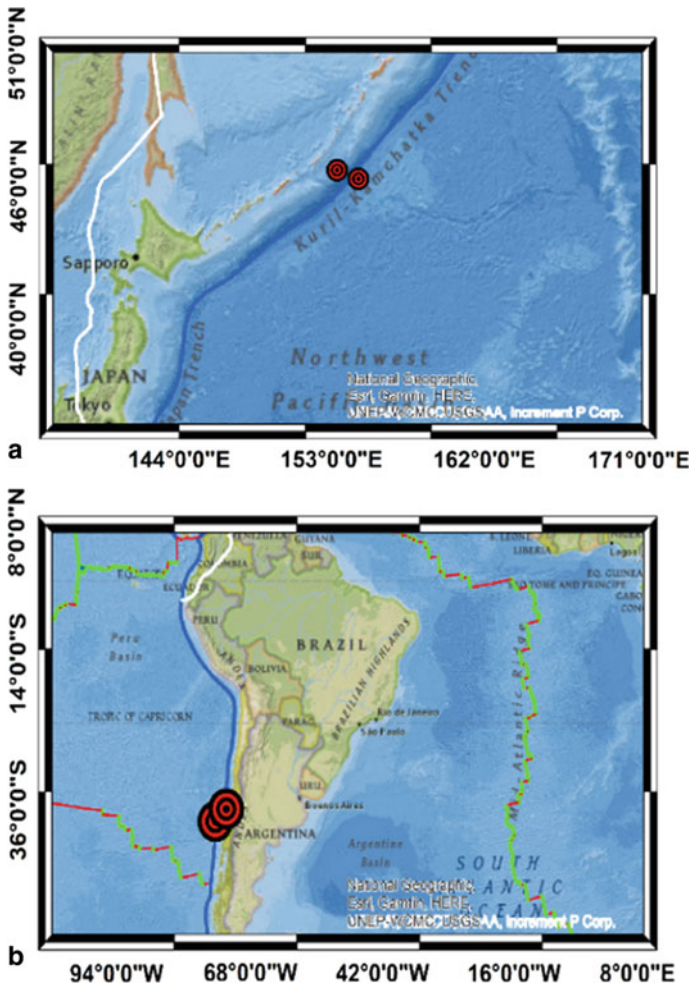 a
51°0'0"N
46°0'0"N
40°0'0"N
Kuril-Kamchatka Trench
Sapporo
JAPAN
Tokyo
Japan Trench
Northwest
Pacific
National Geographic,
Esri, Garmin, HERE,
Increment P Corp.
144°0'0"E 153°0'0"E 162°0'0"E 171°0'0"E
b
8°0'0"N
14°0'0"S
36°0'0"S
VENEZUELA
GUYANA
SUR.
COLOMBIA
ECUADOR
PERU
Peru
Basin
BRAZIL
BOLIVIA
ANDES
BRAZILIAN HIGHLANDS
TROPIC OF CAPRICORN
PARAG.
Rio de Janeiro
São Paulo
URU.
Buenos Aires
ARGENTINA
Argentine
Basin
SOUTH
Mid-Atlantic Ridge
S. LEONE
LIBERIA
Lagos
EQ. GUINEA
TOME AND PRINCIPE
National Geographic,
Esri, Garmin, HERE,
Increment P Corp.
94°0'0"W 68°0'0"W 42°0'0"W 16°0'0"W 8°0'0"E